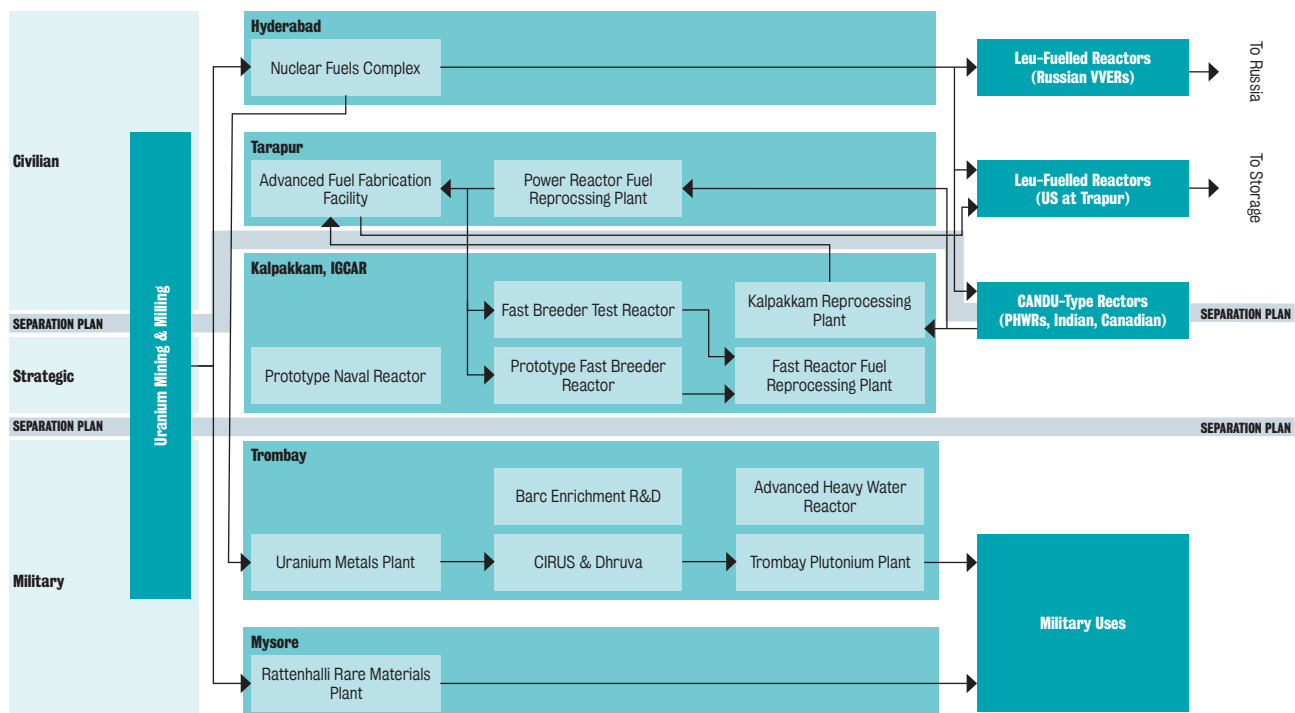 Civilian
SEPARATION PLAN
Strategic
SEPARATION PLAN
Military
Uranium Mining & Milling
Hyderabad
Nuclear Fuels Complex
Tarapur
Advanced Fuel Fabrication
Facility
Power Reactor Fuel
Reprocssing Plant
Kalpakkam, IGCAR
Fast Breeder Test Reactor
Kalpakkam Reprocessing
Plant
Prototype Naval Reactor
Prototype Fast Breeder
Reactor
Fast Reactor Fuel
Reprocessing Plant
Trombay
Barc Enrichment R&D
Advanced Heavy Water
Reactor
Uranium Metals Plant
CIRUS & Dhruva
Trombay Plutonium Plant
Mysore
Rattenhalli Rare Materials
Plant
Leu-Fuelled Reactors
(Russian VVERs)
To Russia
Leu-Fuelled Reactors
(US at Trapur)
To Storage
CANDU-Type Rectors
(PHWRs, Indian, Canadian)
SEPARATION PLAN
SEPARATION PLAN
Military Uses